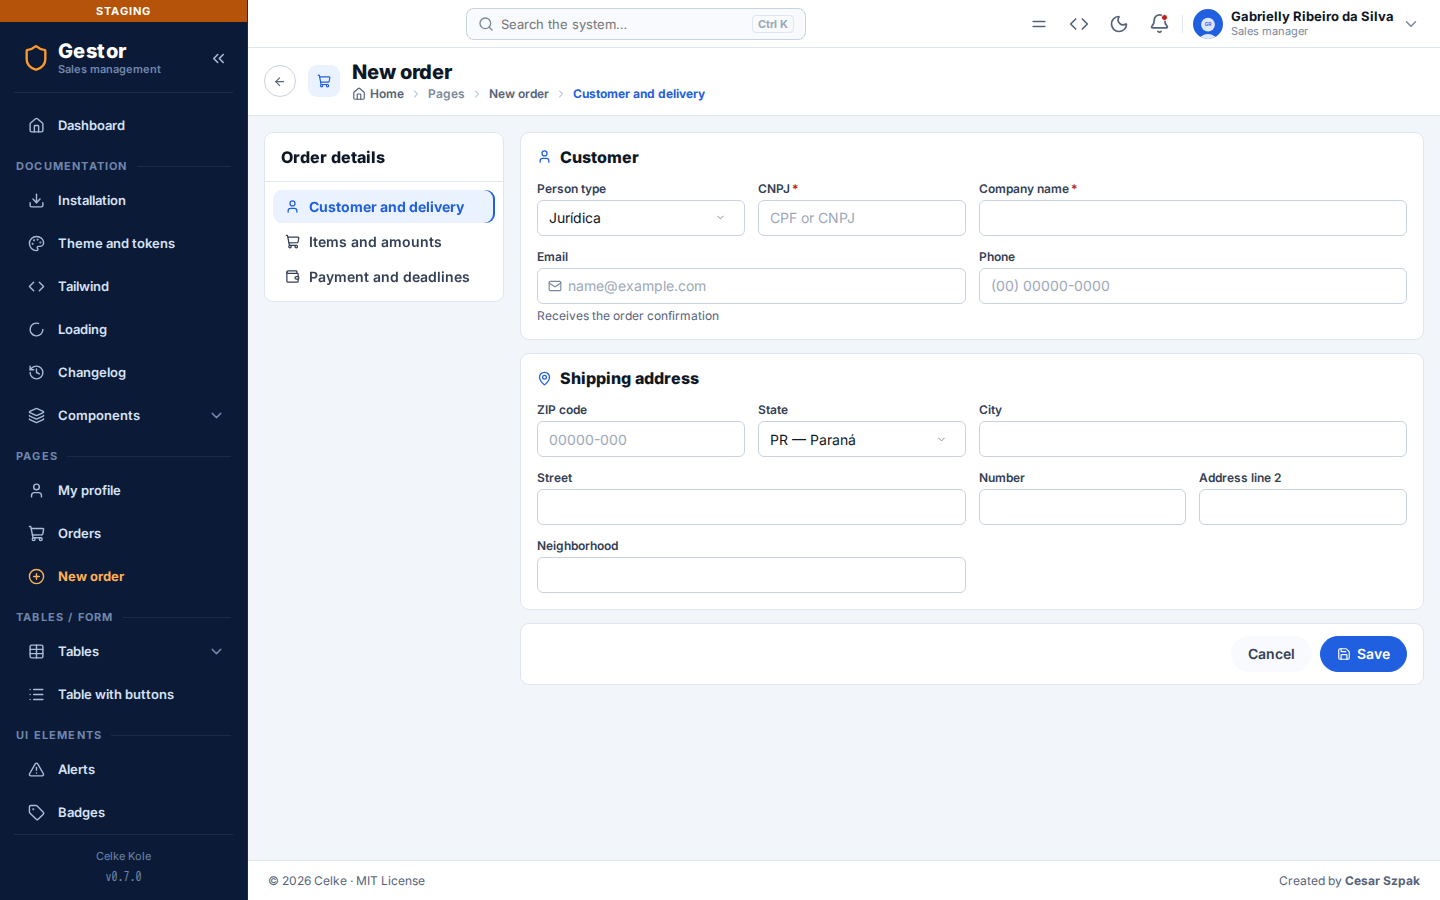 STAGING
Gestor
Sales management
Dashboard
DOCUMENTATION
Installation
Theme and tokens
Tailwind
Loading
Changelog
Components
PAGES
My profile
Orders
New order
TABLES / FORM
Tables
Table with buttons
UI ELEMENTS
Alerts
Badges
Celke Kole
v0.7.0
Search the system...
Ctrl K
GR
Gabrielly Ribeiro da Silva
Sales manager
New order
Home > Pages > New order > Customer and delivery
Order details
Customer and delivery
Items and amounts
Payment and deadlines
Customer
Person type
CNPJ *
Company name *
Jurídica
CPF or CNPJ
Email
Phone
name@example.com
(00) 00000-0000
Receives the order confirmation
Shipping address
ZIP code
State
City
00000-000
PR — Paraná
Street
Number
Address line 2
Neighborhood
Cancel
Save
© 2026 Celke · MIT License
Created by Cesar Szpak